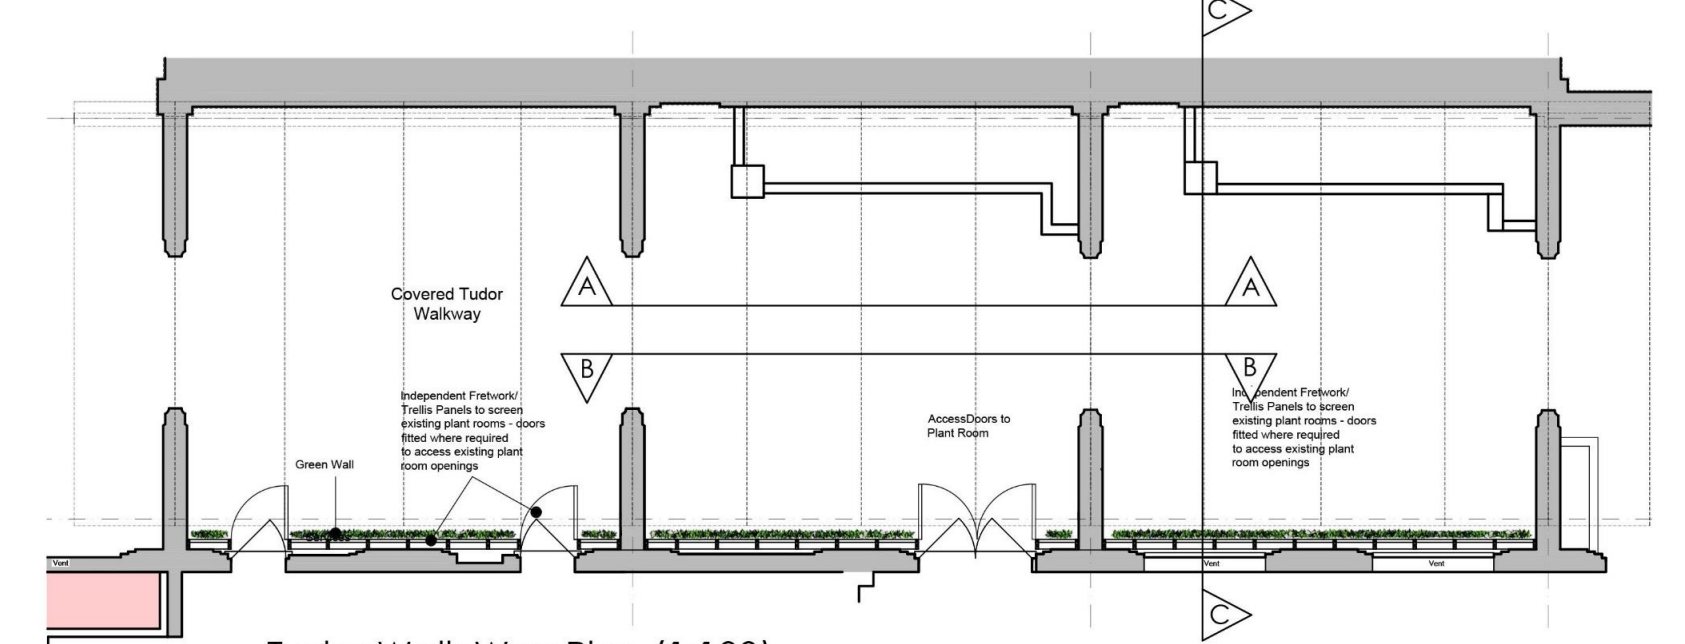 C
Covered Tudor
Walkway
A
A
B
B
Independent Fretwork/
Trellis Panels to screen
existing plant rooms - doors
fitted where required
to access existing plant
room openings
AccessDoors to
Plant Room
Independent Fretwork/
Trellis Panels to screen
existing plant rooms - doors
fitted where required
to access existing plant
room openings
Green Wall
Vent
Vent
Vent
C